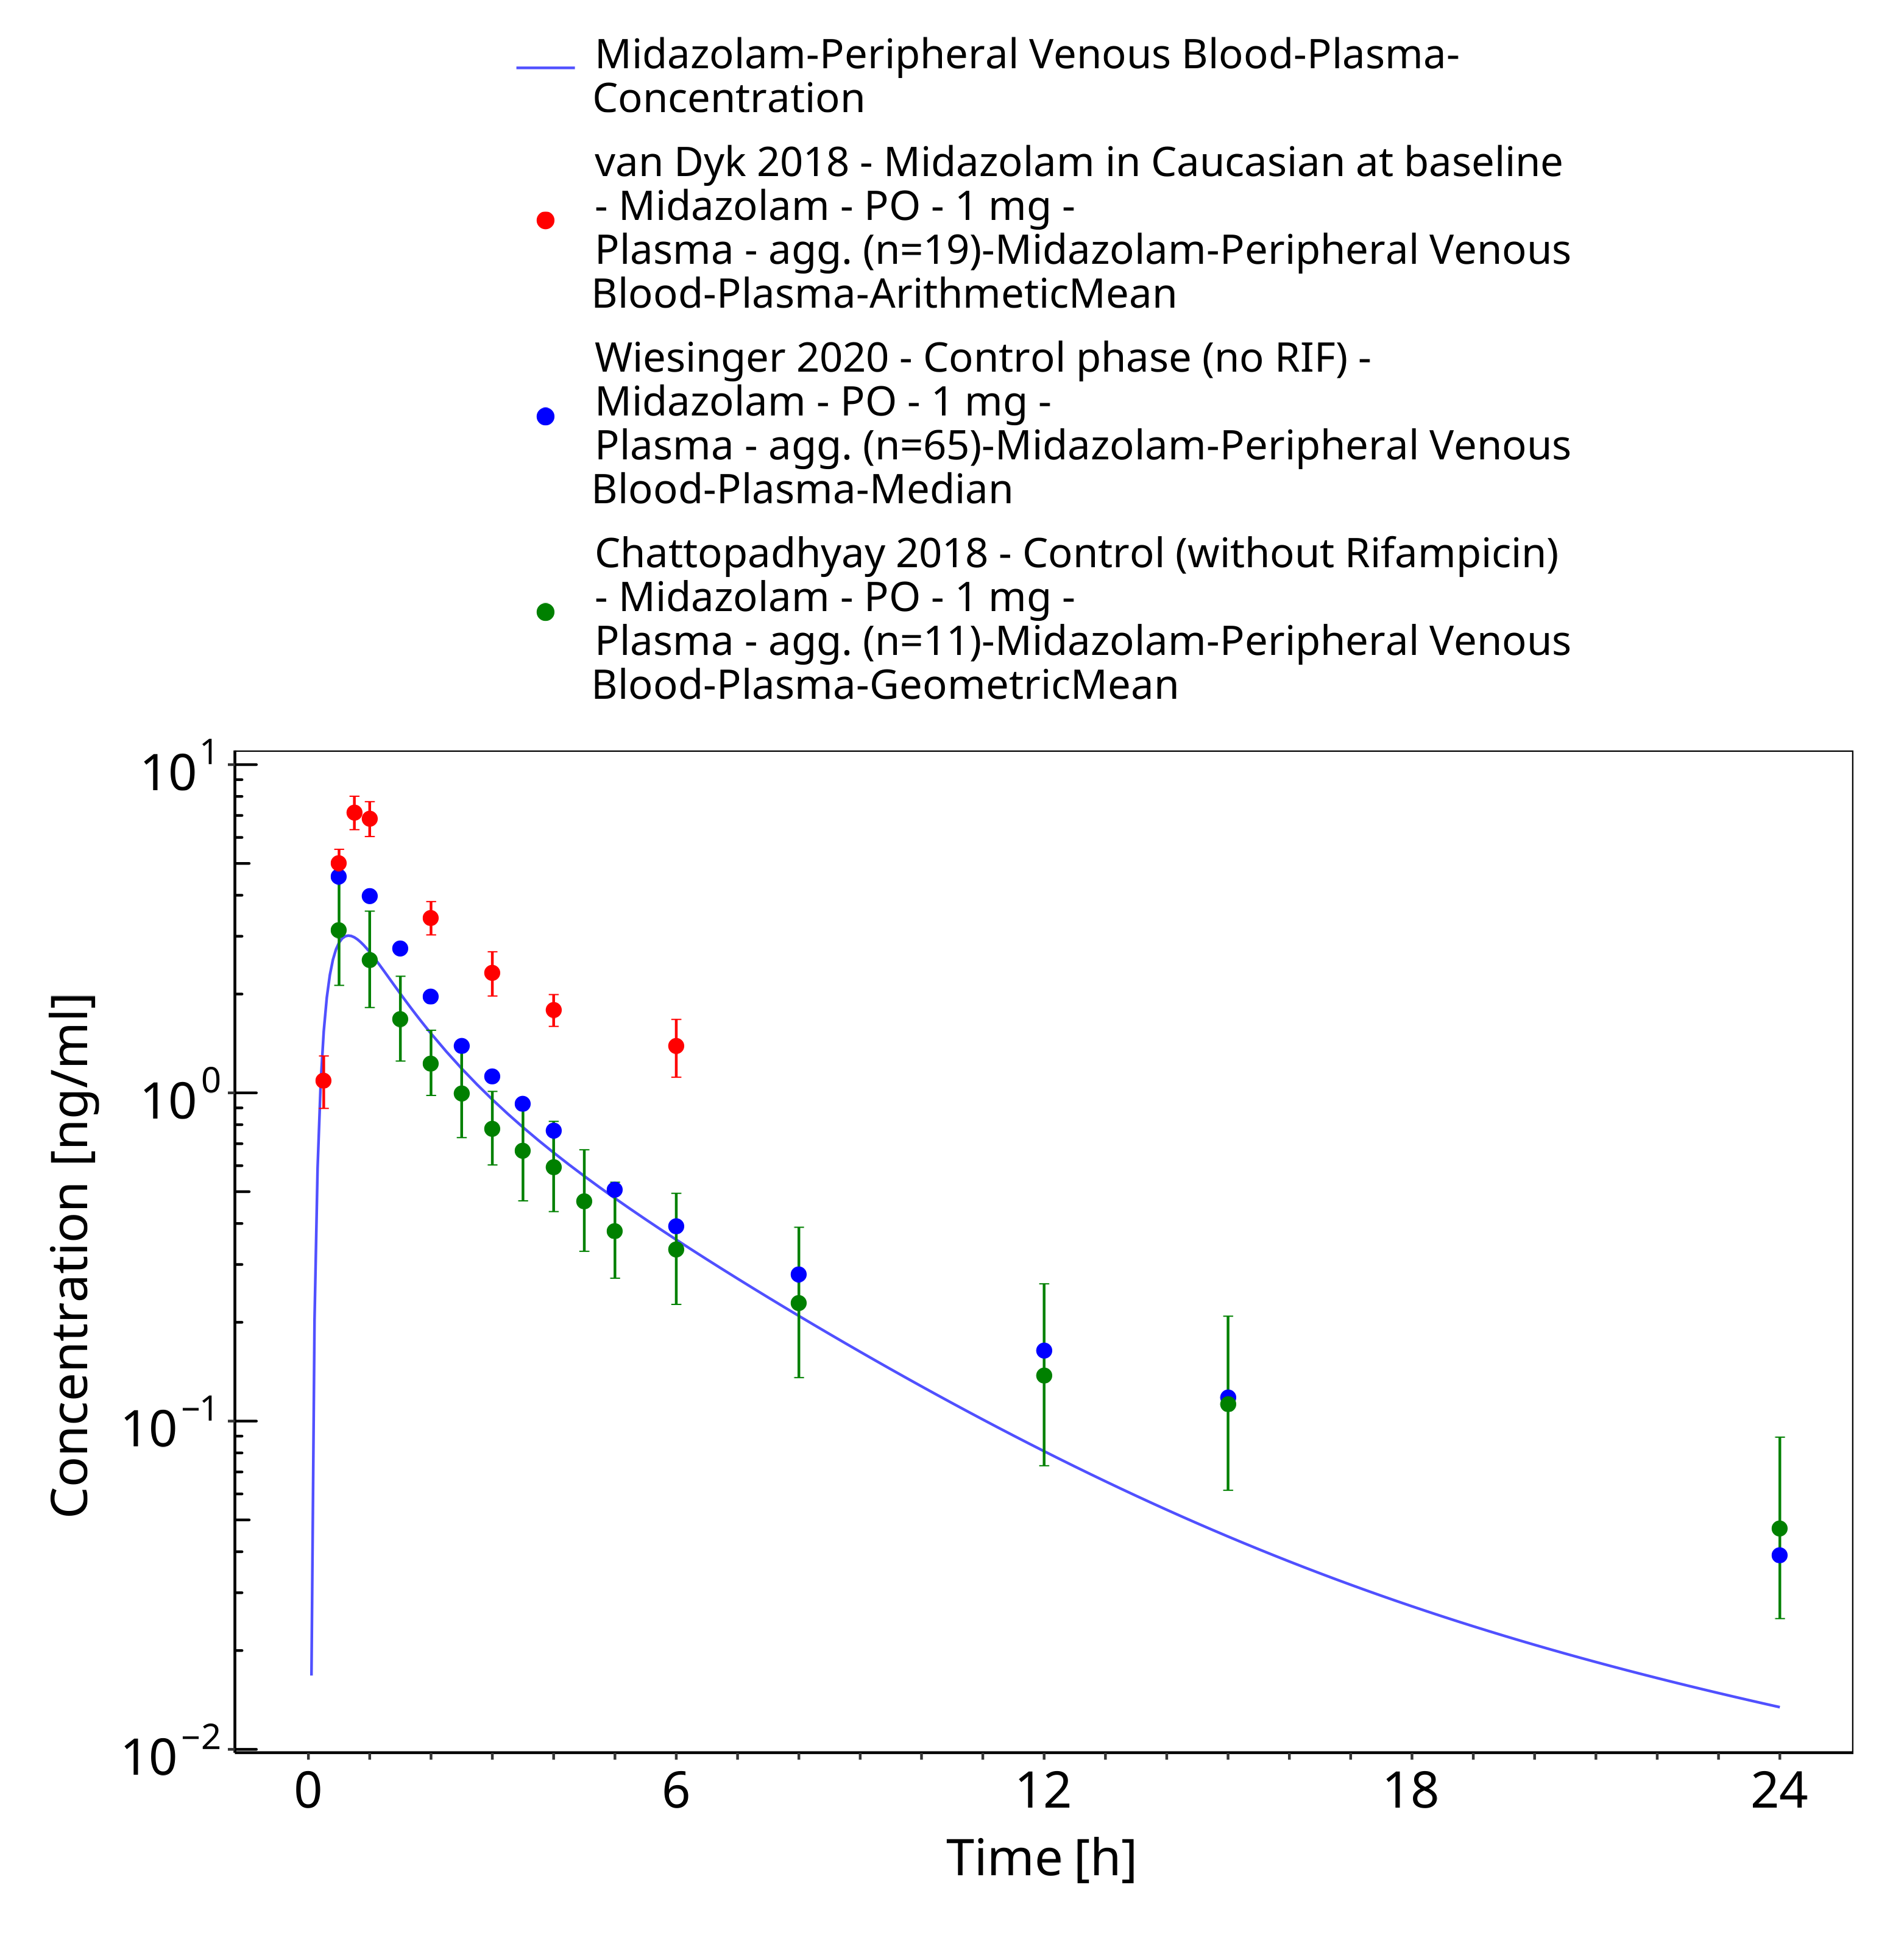 Midazolam-Peripheral Venous Blood-Plasma-
Concentration
van Dyk 2018 - Midazolam in Caucasian at baseline
- Midazolam - PO - 1 mg -
Plasma - agg. (n=19)-Midazolam-Peripheral Venous
Blood-Plasma-ArithmeticMean
Wiesinger 2020 - Control phase (no RIF) -
Midazolam - PO - 1 mg -
Plasma - agg. (n=65)-Midazolam-Peripheral Venous
Blood-Plasma-Median
Chattopadhyay 2018 - Control (without Rifampicin)
- Midazolam - PO - 1 mg -
Plasma - agg. (n=11)-Midazolam-Peripheral Venous
Blood-Plasma-GeometricMean
10¹
10⁰
10⁻¹
10⁻²
Concentration [ng/ml]
0 6 12 18 24
Time [h]